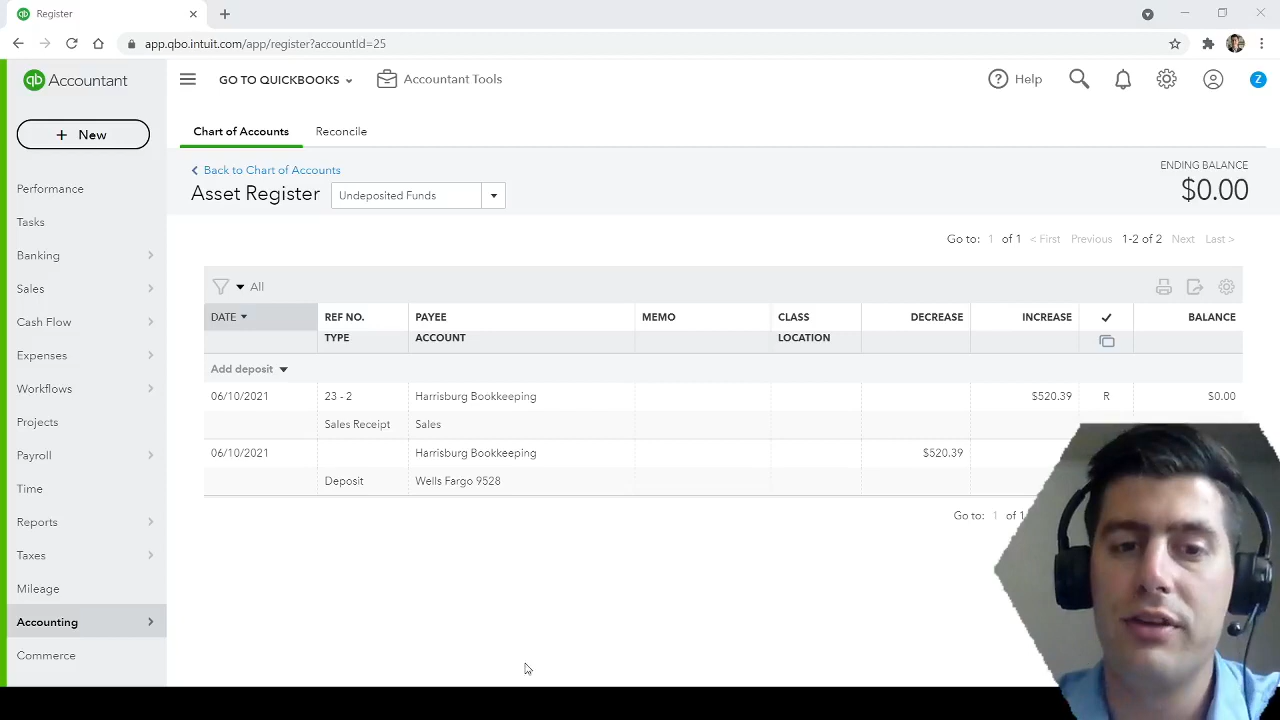 Register
app.qbo.intuit.com/app/register?accountId=25
qb Accountant
GO TO QUICKBOOKS
Accountant Tools
Help
Z
+ New
Performance
Tasks
Banking
Sales
Cash Flow
Expenses
Workflows
Projects
Payroll
Time
Reports
Taxes
Mileage
Accounting
Commerce
Chart of Accounts Reconcile
Back to Chart of Accounts
Asset Register Undeposited Funds
ENDING BALANCE
$0.00
Go to: 1 of 1 < First Previous 1-2 of 2 Next Last >
All
DATE REF NO. PAYEE MEMO CLASS DECREASE INCREASE ✓ BALANCE
TYPE ACCOUNT LOCATION
Add deposit
06/10/2021 23 - 2 Harrisburg Bookkeeping $520.39 R $0.00
Sales Receipt Sales
06/10/2021 Harrisburg Bookkeeping $520.39
Deposit Wells Fargo 9528
Go to: 1 of 1